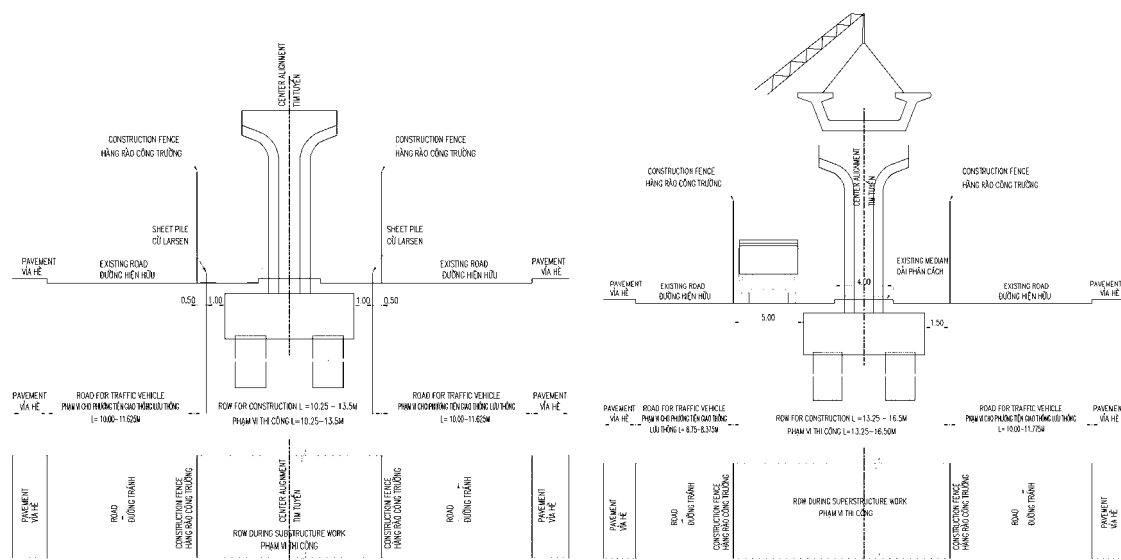 CENTER ALIGNMENT
TIM TUYẾN
CONSTRUCTION FENCE
HÀNG RÀO CÔNG TRƯỜNG
CONSTRUCTION FENCE
HÀNG RÀO CÔNG TRƯỜNG
SHEET PILE
CỪ LARSEN
SHEET PILE
CỪ LARSEN
PAVEMENT
VỈA HÈ
EXISTING ROAD
ĐƯỜNG HIỆN HỮU
EXISTING ROAD
ĐƯỜNG HIỆN HỮU
PAVEMENT
VỈA HÈ
0.50
1.00
1.00
0.50
PAVEMENT
VỈA HÈ
ROAD FOR TRAFFIC VEHICLE
PHẠM VI CHO PHƯƠNG TIỆN GIAO THÔNG LƯU THÔNG
L= 10.00-11.625M
ROW FOR CONSTRUCTION L =10.25 - 13.5M
PHẠM VI THI CÔNG L=10.25-13.5M
ROAD FOR TRAFFIC VEHICLE
PHẠM VI CHO PHƯƠNG TIỆN GIAO THÔNG LƯU THÔNG
L= 10.00-11.625M
PAVEMENT
VỈA HÈ
PAVEMENT
VỈA HÈ
ROAD
ĐƯỜNG TRÁNH
CONSTRUCTION FENCE
HÀNG RÀO CÔNG TRƯỜNG
CENTER ALIGNMENT
TIM TUYẾN
ROW DURING SUBSTRUCTURE WORK
PHẠM VI THI CÔNG
CONSTRUCTION FENCE
HÀNG RÀO CÔNG TRƯỜNG
ROAD
ĐƯỜNG TRÁNH
PAVEMENT
VỈA HÈ
CENTER ALIGNMENT
TIM TUYẾN
CONSTRUCTION FENCE
HÀNG RÀO CÔNG TRƯỜNG
CONSTRUCTION FENCE
HÀNG RÀO CÔNG TRƯỜNG
EXISTING MEDIAN
DẢI PHÂN CÁCH
4.00
PAVEMENT
VỈA HÈ
EXISTING ROAD
ĐƯỜNG HIỆN HỮU
EXISTING ROAD
ĐƯỜNG HIỆN HỮU
PAVEMENT
VỈA HÈ
5.00
1.50
PAVEMENT
VỈA HÈ
ROAD FOR TRAFFIC VEHICLE
PHẠM VI CHO PHƯƠNG TIỆN GIAO THÔNG
LƯU THÔNG L= 6.75-8.375M
ROW FOR CONSTRUCTION L =13.25 - 16.5M
PHẠM VI THI CÔNG L=13.25-16.50M
ROAD FOR TRAFFIC VEHICLE
PHẠM VI CHO PHƯƠNG TIỆN GIAO THÔNG LƯU THÔNG
L= 10.00-11.775M
PAVEMENT
VỈA HÈ
PAVEMENT
VỈA HÈ
ROAD
ĐƯỜNG TRÁNH
CONSTRUCTION FENCE
HÀNG RÀO CÔNG TRƯỜNG
ROW DURING SUPERSTRUCTURE WORK
PHẠM VI THI CÔNG
CONSTRUCTION FENCE
HÀNG RÀO CÔNG TRƯỜNG
ROAD
ĐƯỜNG TRÁNH
PAVEMENT
VỈA HÈ